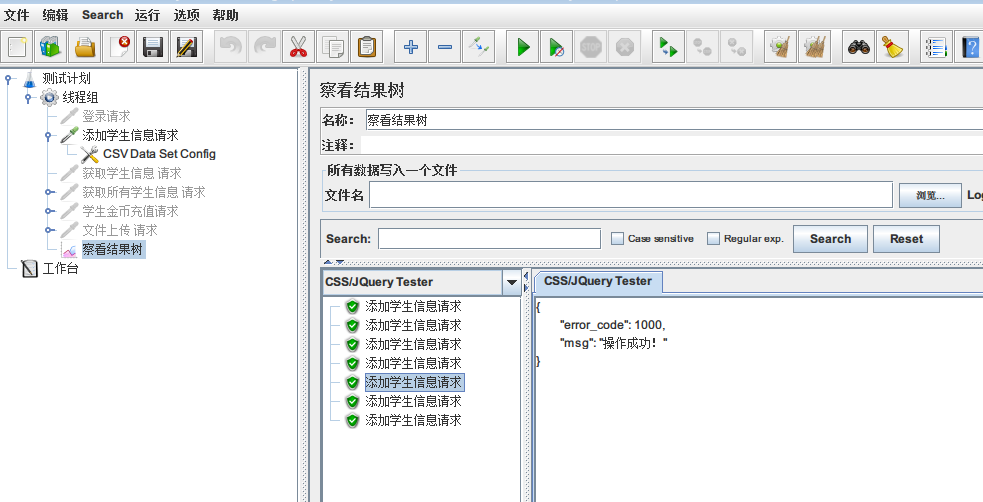 文件 编辑 Search 运行 选项 帮助
测试计划
线程组
登录请求
添加学生信息请求
CSV Data Set Config
获取学生信息 请求
获取所有学生信息 请求
学生金币充值请求
文件上传 请求
察看结果树
工作台
察看结果树
名称: 察看结果树
注释:
所有数据写入一个文件
文件名 浏览... Log
Search: Case sensitive Regular exp. Search Reset
CSS/JQuery Tester
添加学生信息请求
添加学生信息请求
添加学生信息请求
添加学生信息请求
添加学生信息请求
添加学生信息请求
添加学生信息请求
CSS/JQuery Tester
{
"error_code": 1000,
"msg": "操作成功！"
}